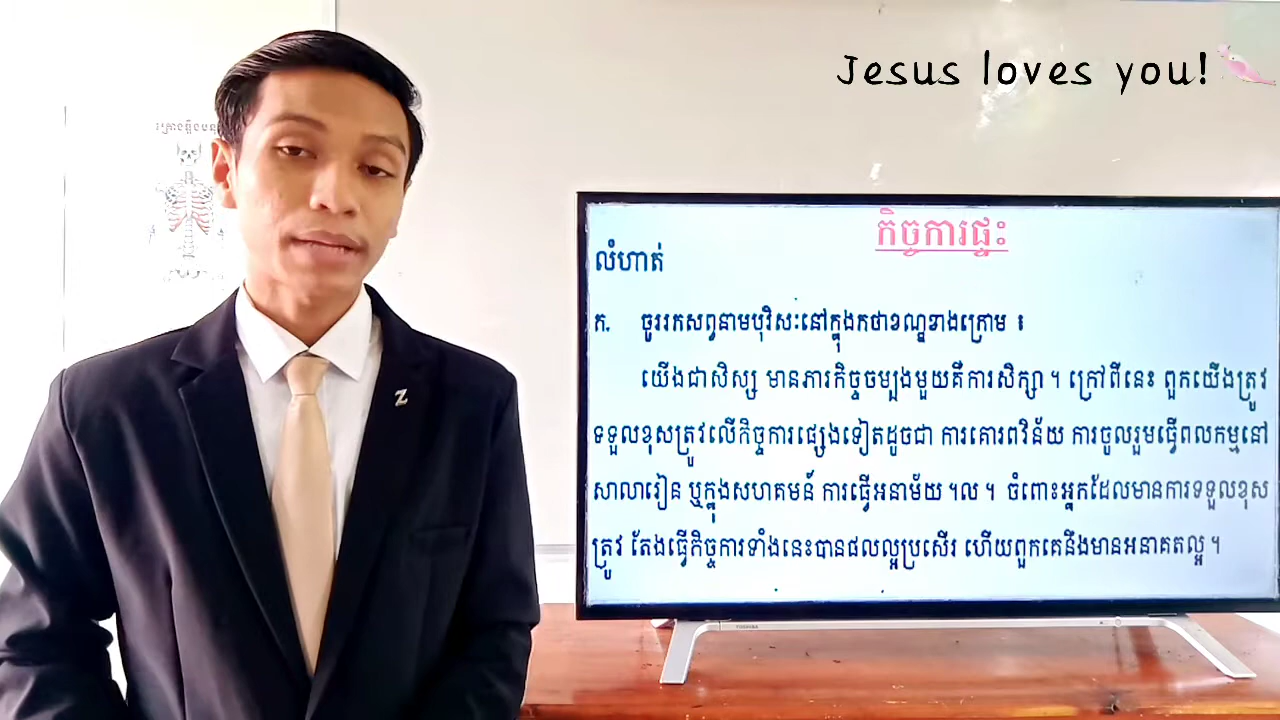 Jesus loves you!
កិច្ចការផ្ទះ
លំហាត់
ក. ចូររកសព្វនាមបុរិសៈនៅក្នុងកថាខណ្ឌខាងក្រោម ៖
យើងជាសិស្ស មានភារកិច្ចចម្បងមួយគឺការសិក្សា។ ក្រៅពីនេះ ពួកយើងត្រូវ
ទទួលខុសត្រូវលើកិច្ចការផ្សេងទៀតដូចជា ការគោរពវិន័យ ការចូលរួមធ្វើពលកម្មនៅ
សាលារៀន ឬក្នុងសហគមន៍ ការធ្វើអនាម័យ ។ល។ ចំពោះអ្នកដែលមានការទទួលខុស
ត្រូវ តែងធ្វើកិច្ចការទាំងនេះបានផលល្អប្រសើរ ហើយពួកគេនឹងមានអនាគតល្អ។
Z
TOSHIBA